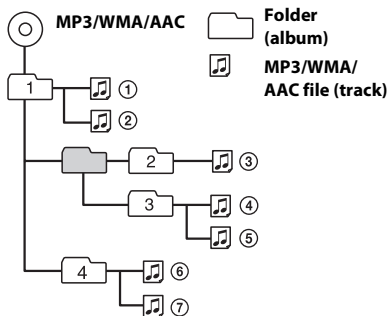 MP3/WMA/AAC
Folder
(album)
MP3/WMA/
AAC file (track)
1
①
②
2
③
3
④
⑤
4
⑥
⑦